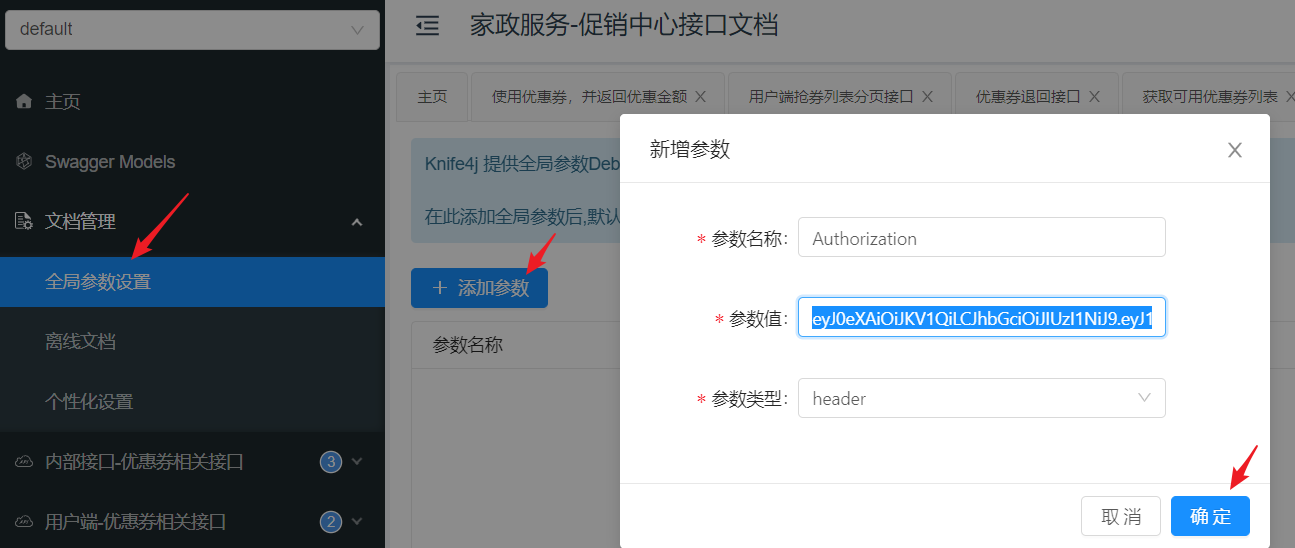 default
家政服务-促销中心接口文档
主页
Swagger Models
文档管理
全局参数设置
离线文档
个性化设置
内部接口-优惠券相关接口 3
用户端-优惠券相关接口 2
主页 使用优惠券，并返回优惠金额 用户端抢券列表分页接口 优惠券退回接口 获取可用优惠券列表
Knife4j 提供全局参数Deb
在此添加全局参数后,默认
添加参数
参数名称
新增参数
* 参数名称: Authorization
* 参数值: eyJ0eXAiOiJKV1QiLCJhbGciOiJIUzI1NiJ9.eyJ1
* 参数类型: header
取消 确定